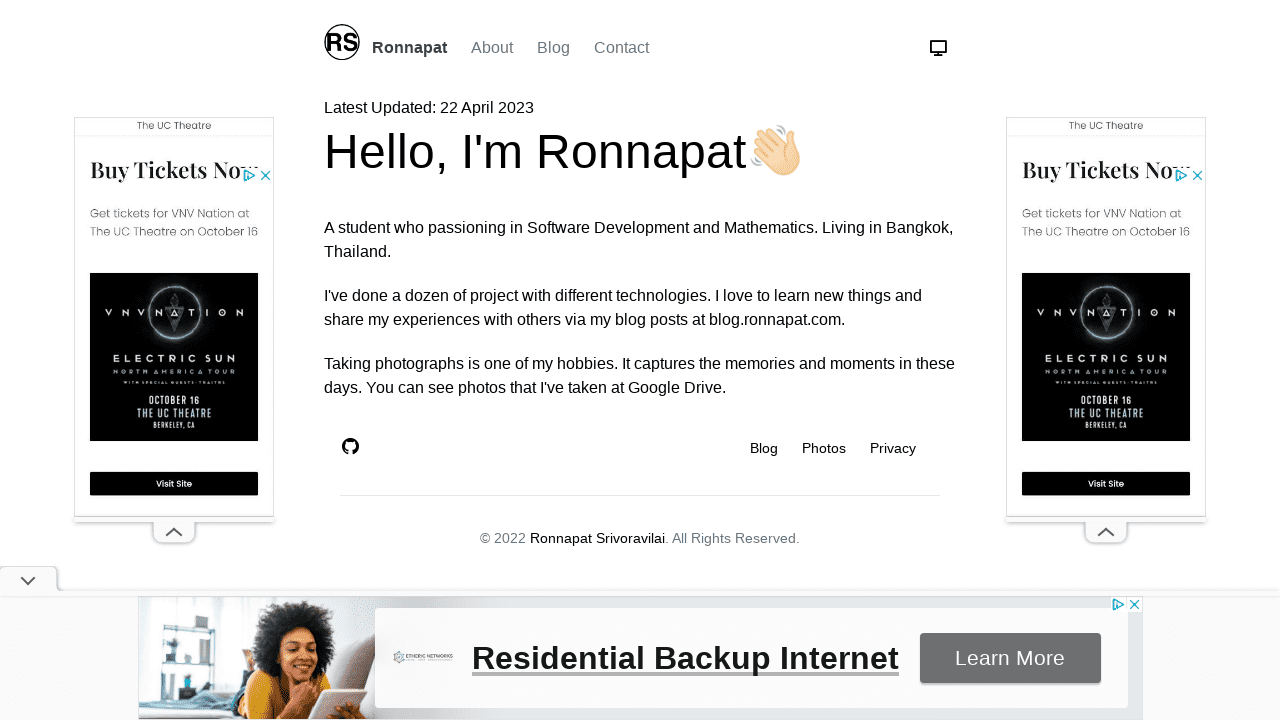 RS Ronnapat About Blog Contact
Latest Updated: 22 April 2023
Hello, I'm Ronnapat
A student who passioning in Software Development and Mathematics. Living in Bangkok,
Thailand.
I've done a dozen of project with different technologies. I love to learn new things and
share my experiences with others via my blog posts at blog.ronnapat.com.
Taking photographs is one of my hobbies. It captures the memories and moments in these
days. You can see photos that I've taken at Google Drive.
Blog Photos Privacy
© 2022 Ronnapat Srivoravilai. All Rights Reserved.
The UC Theatre
Buy Tickets Now
Get tickets for VNV Nation at
The UC Theatre on October 16
VNVNATION
ELECTRIC SUN
NORTH AMERICA TOUR
WITH SPECIAL GUESTS - TRAITRS
OCTOBER 16
THE UC THEATRE
BERKELEY, CA
Visit Site
The UC Theatre
Buy Tickets Now
Get tickets for VNV Nation at
The UC Theatre on October 16
VNVNATION
ELECTRIC SUN
NORTH AMERICA TOUR
WITH SPECIAL GUESTS - TRAITRS
OCTOBER 16
THE UC THEATRE
BERKELEY, CA
Visit Site
ETHERIC NETWORKS
Residential Backup Internet
Learn More